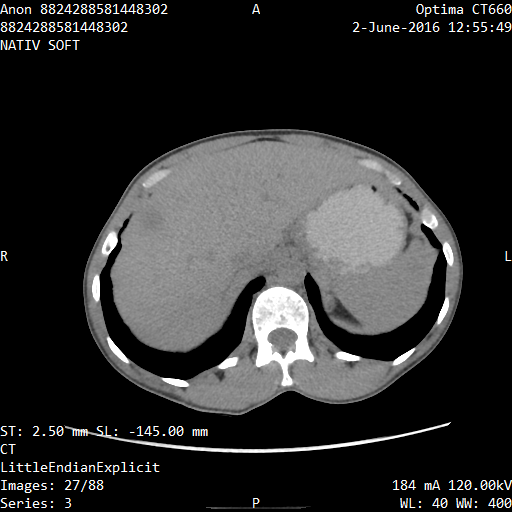 Anon 8824288581448302
A
Optima CT660
8824288581448302
2-June-2016 12:55:49
NATIV SOFT
R
L
ST: 2.50 mm SL: -145.00 mm
CT
LittleEndianExplicit
Images: 27/88
184 mA 120.00kV
Series: 3
P
WL: 40 WW: 400